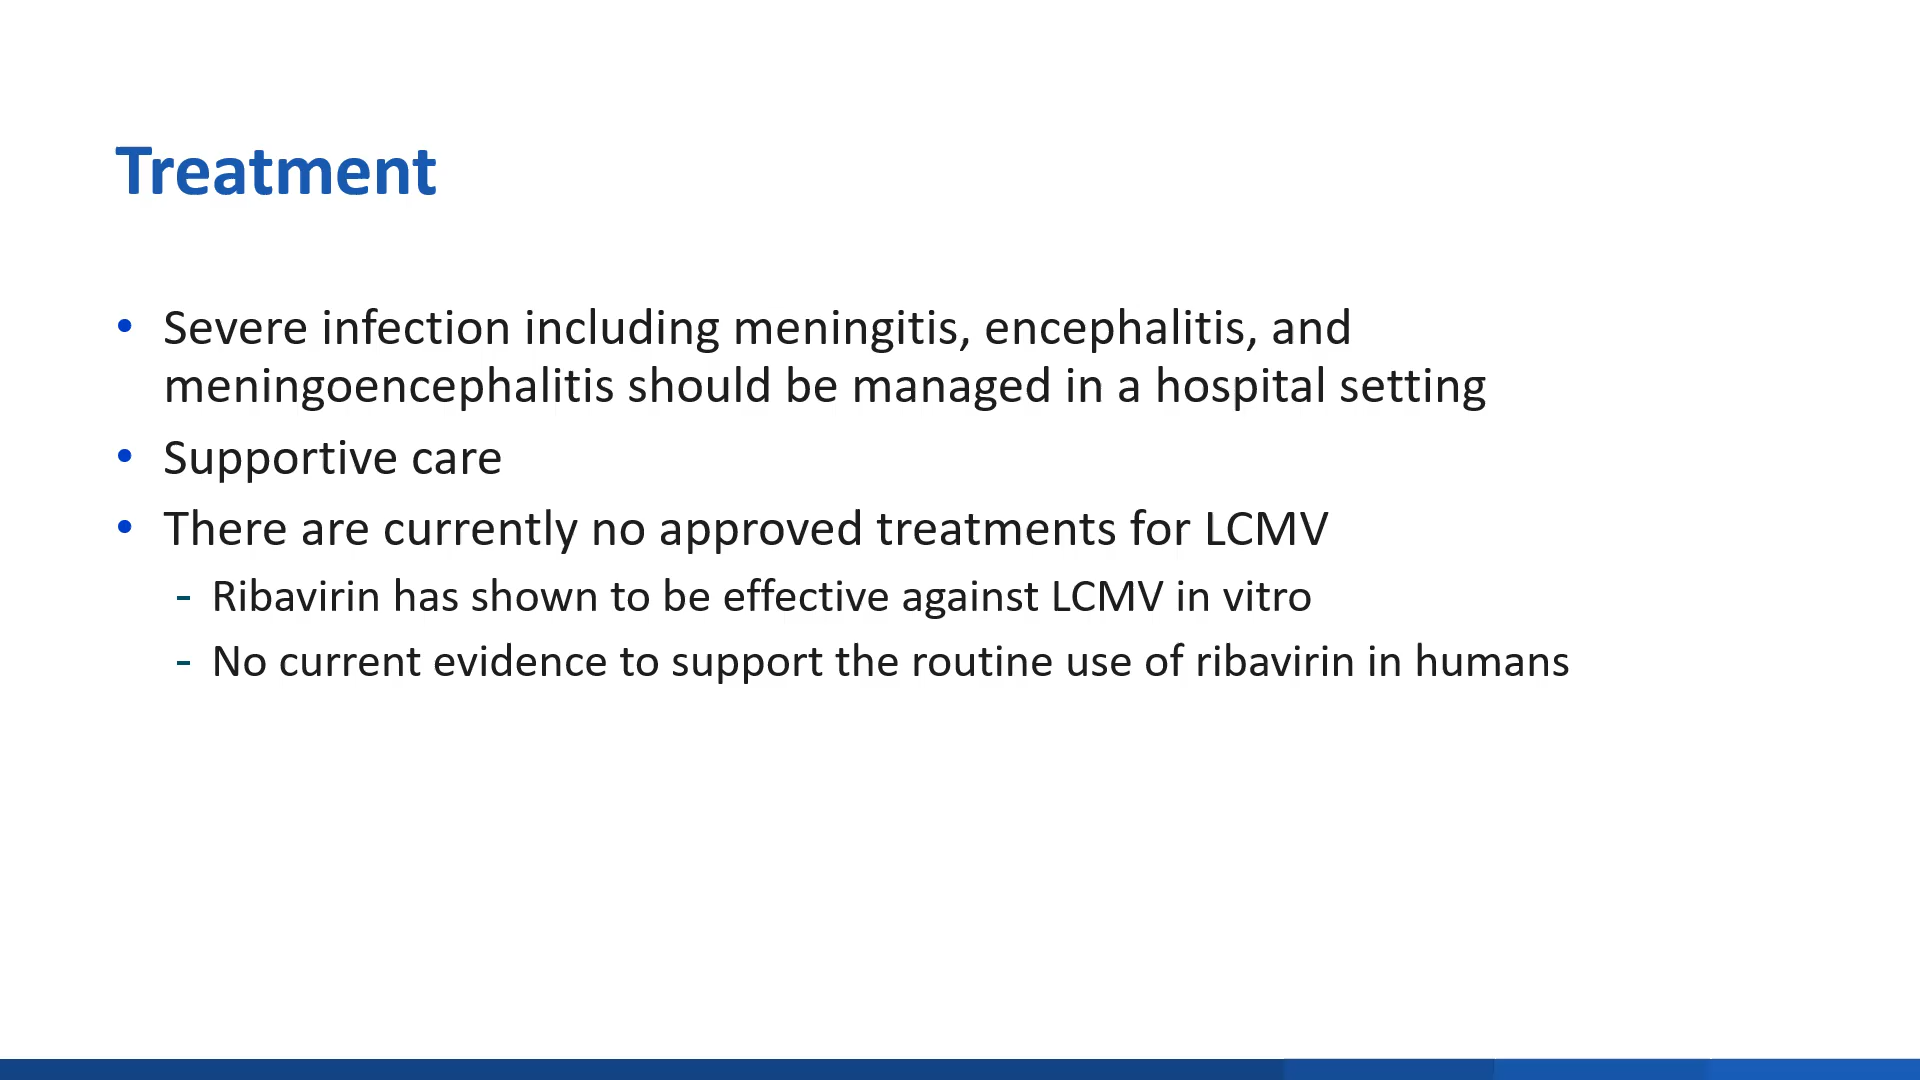 Treatment
• Severe infection including meningitis, encephalitis, and
meningoencephalitis should be managed in a hospital setting
• Supportive care
• There are currently no approved treatments for LCMV
- Ribavirin has shown to be effective against LCMV in vitro
- No current evidence to support the routine use of ribavirin in humans